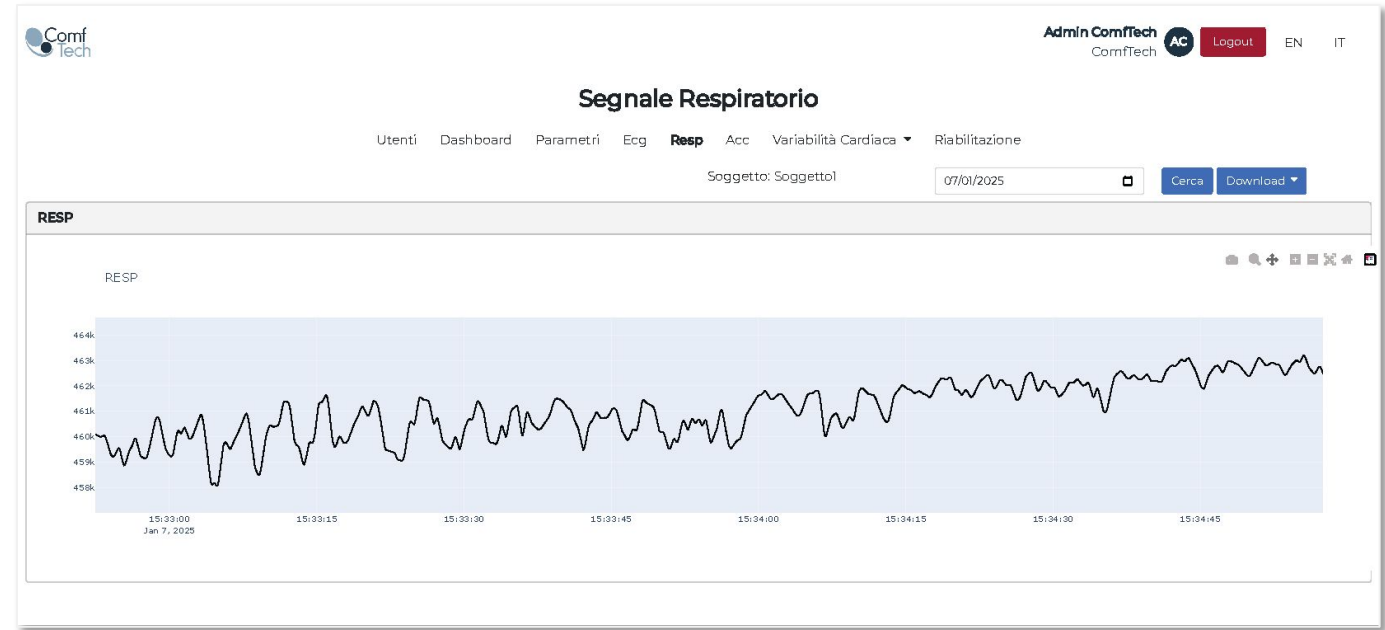 Comf
Tech
Admin ComfTech
ComfTech
AC
Logout
EN
IT
Segnale Respiratorio
Utenti Dashboard Parametri Ecg Resp Acc Variabilità Cardiaca Riabilitazione
Soggetto: Soggetto1
07/01/2025
Cerca
Download
RESP
RESP
464k
463k
462k
461k
460k
459k
458k
15:33:00 15:33:15 15:33:30 15:33:45 15:34:00 15:34:15 15:34:30 15:34:45
Jan 7, 2025